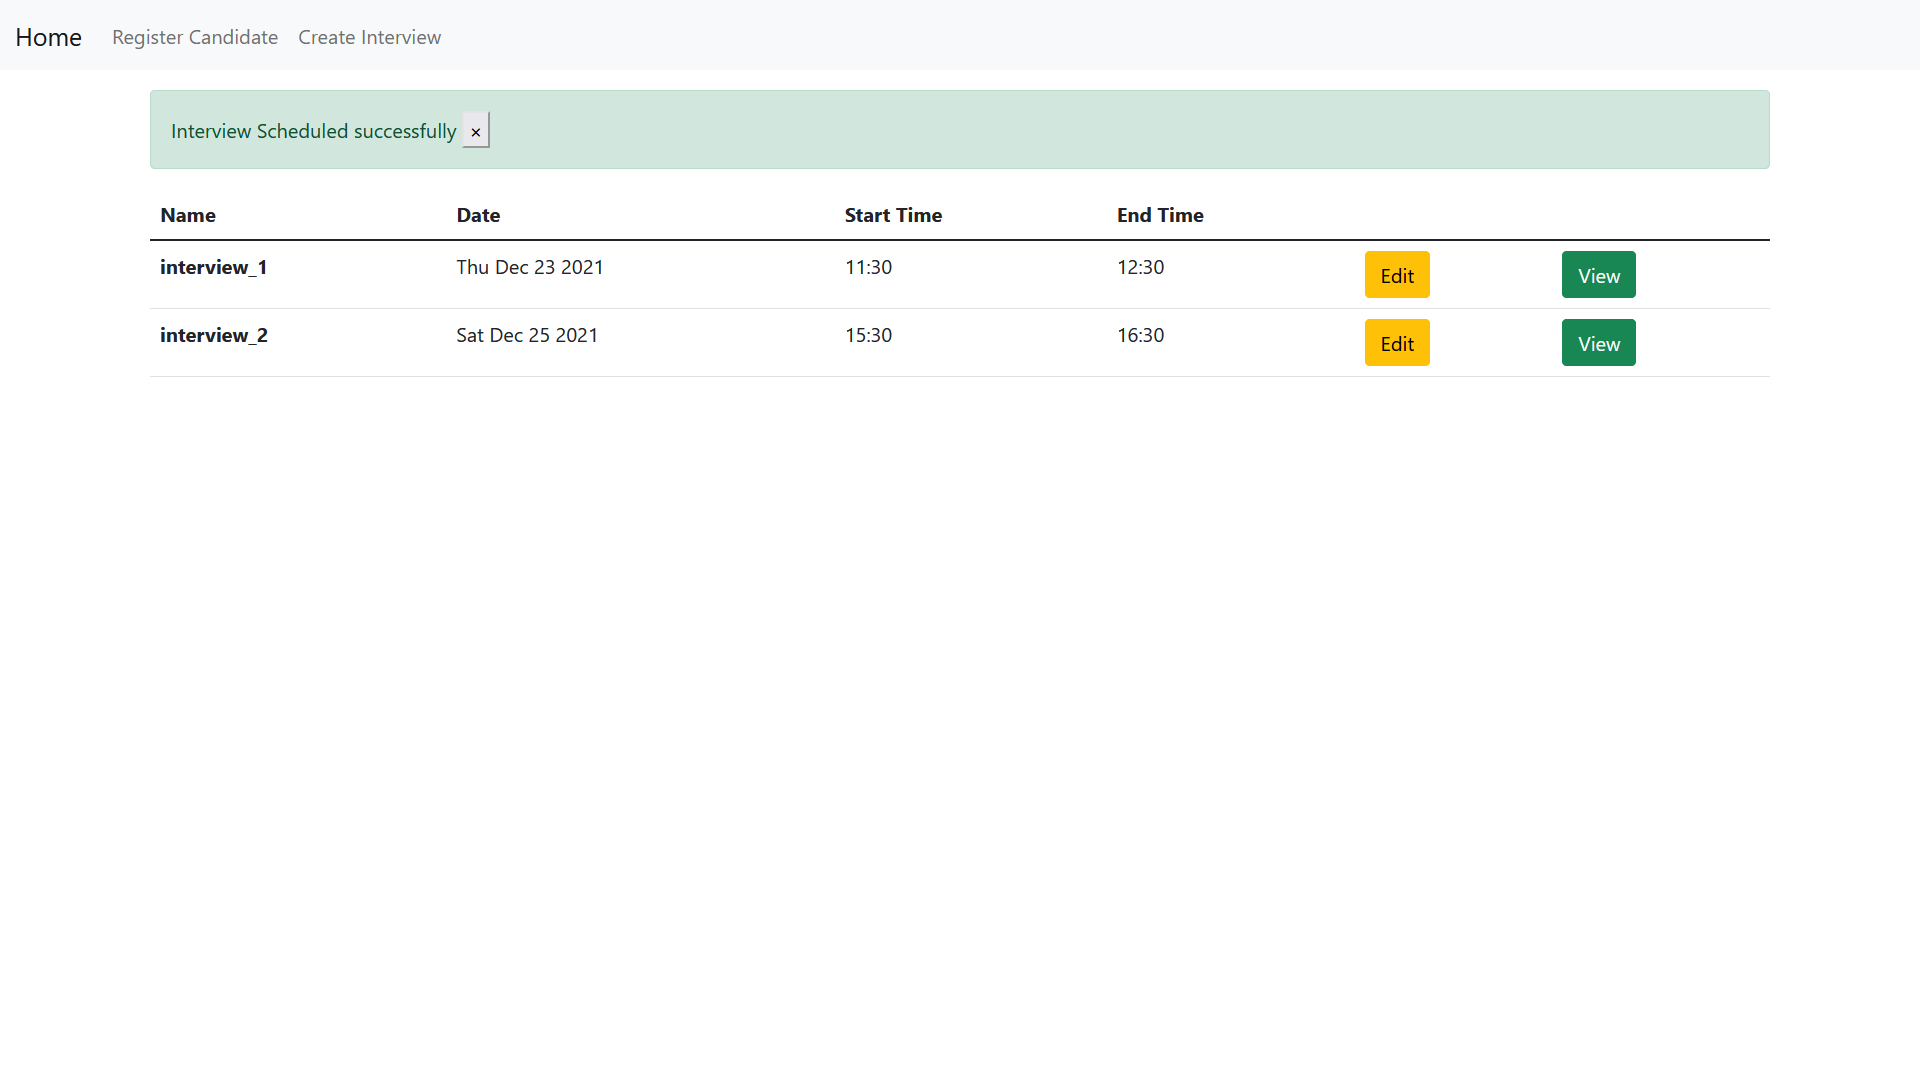 Home Register Candidate Create Interview
Interview Scheduled successfully ×
Name Date Start Time End Time
interview_1 Thu Dec 23 2021 11:30 12:30 Edit View
interview_2 Sat Dec 25 2021 15:30 16:30 Edit View